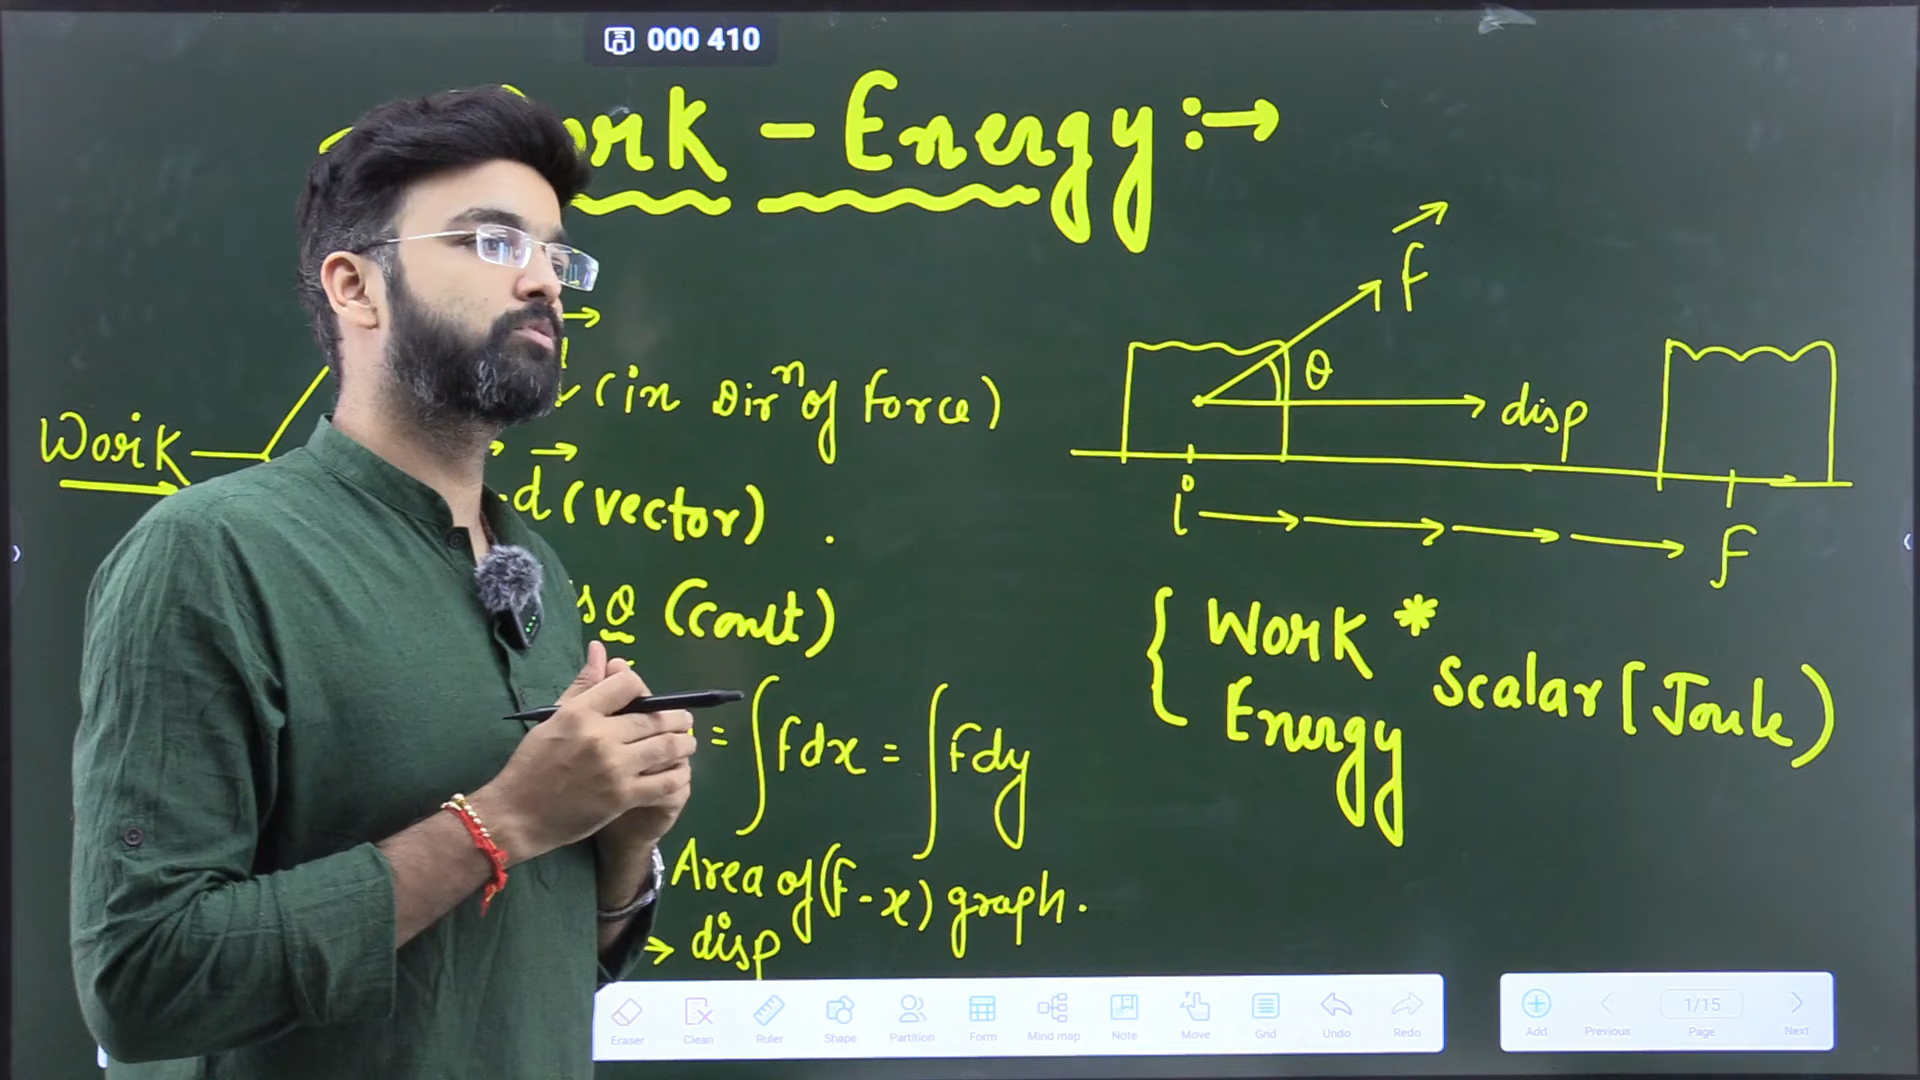 000 410
Work - Energy :→
F
θ
disp
Work
(in Dirⁿ of force)
.d (vector) .
i
F
sθ (const)
{ Work *
Energy
Scalar (Joule)
= ∫Fdx = ∫Fdy
Area of (F-x) graph.
→ disp
Eraser Clean Ruler Shape Partition Form Mind map Note Move Grid Undo Redo
Add Previous 1/15 Page Next